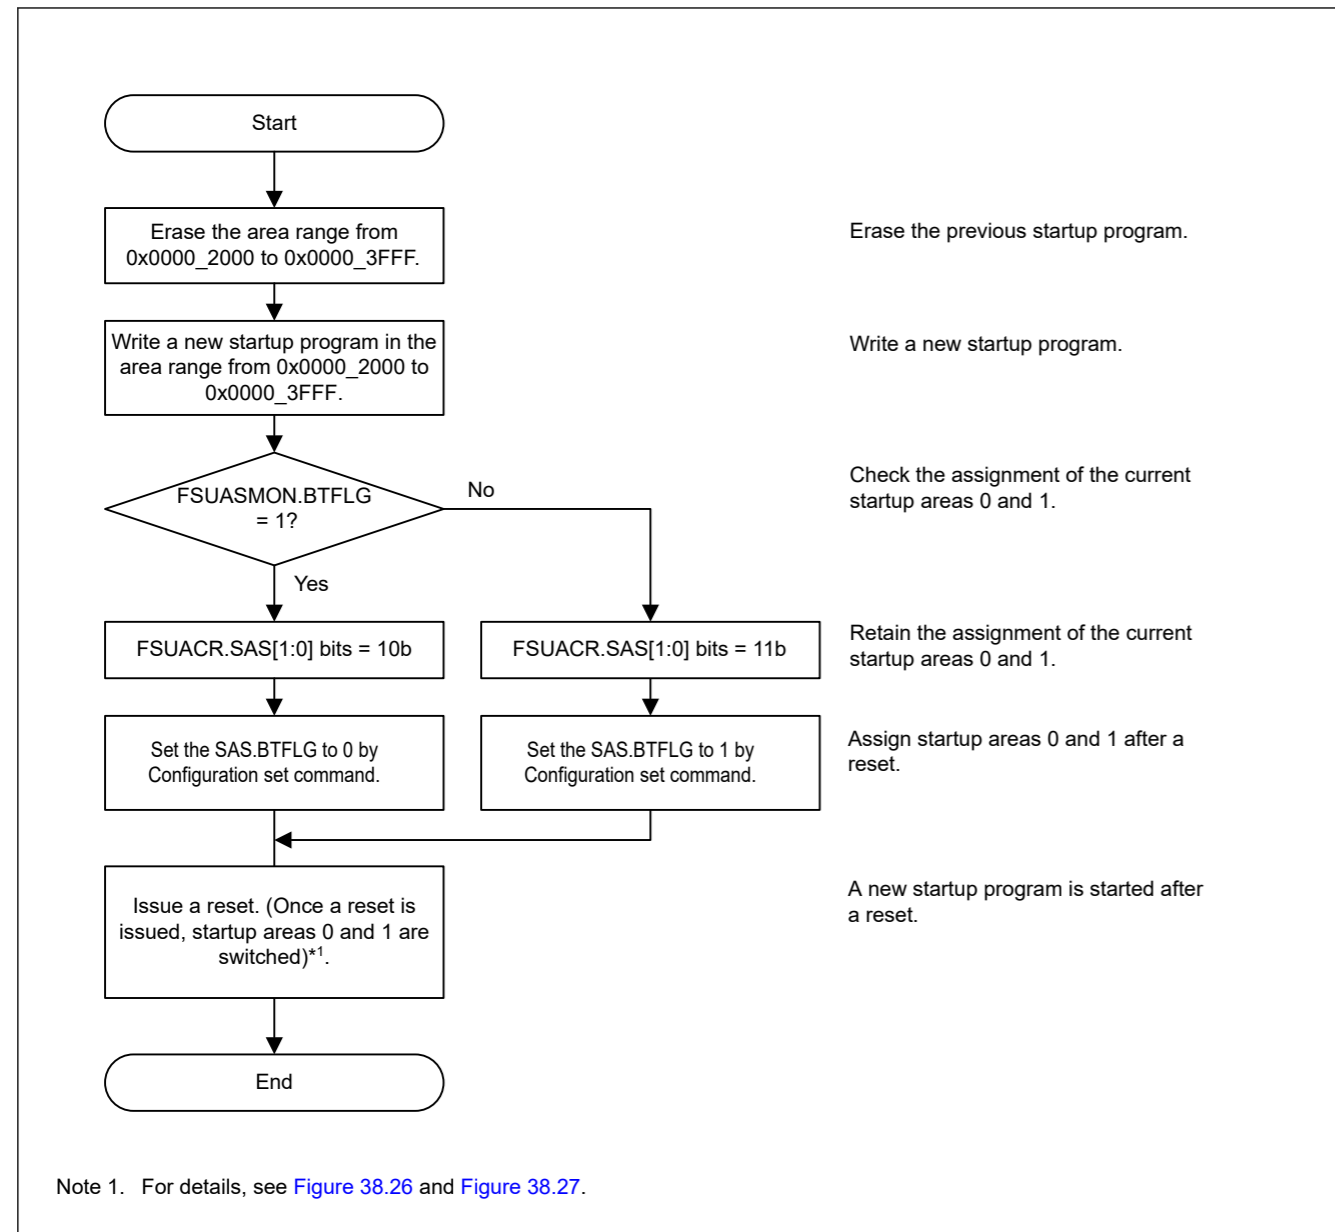 Start
Erase the area range from
0x0000_2000 to 0x0000_3FFF.
Erase the previous startup program.
Write a new startup program in the
area range from 0x0000_2000 to
0x0000_3FFF.
Write a new startup program.
FSUASMON.BTFLG
= 1?
No
Yes
Check the assignment of the current
startup areas 0 and 1.
FSUACR.SAS[1:0] bits = 10b
FSUACR.SAS[1:0] bits = 11b
Retain the assignment of the current
startup areas 0 and 1.
Set the SAS.BTFLG to 0 by
Configuration set command.
Set the SAS.BTFLG to 1 by
Configuration set command.
Assign startup areas 0 and 1 after a
reset.
Issue a reset. (Once a reset is
issued, startup areas 0 and 1 are
switched)*1.
A new startup program is started after
a reset.
End
Note 1. For details, see Figure 38.26 and Figure 38.27.